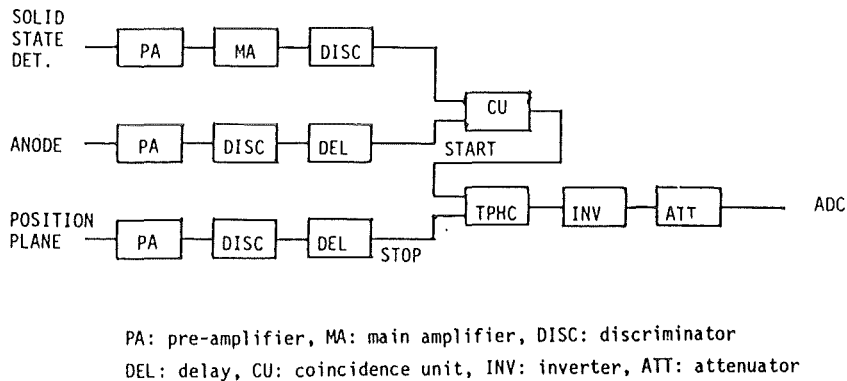 SOLID
STATE
DET.
PA
MA
DISC
CU
ANODE
PA
DISC
DEL
START
POSITION
PLANE
PA
DISC
DEL
STOP
TPHC
INV
ATT
ADC
PA: pre-amplifier, MA: main amplifier, DISC: discriminator
DEL: delay, CU: coincidence unit, INV: inverter, ATT: attenuator